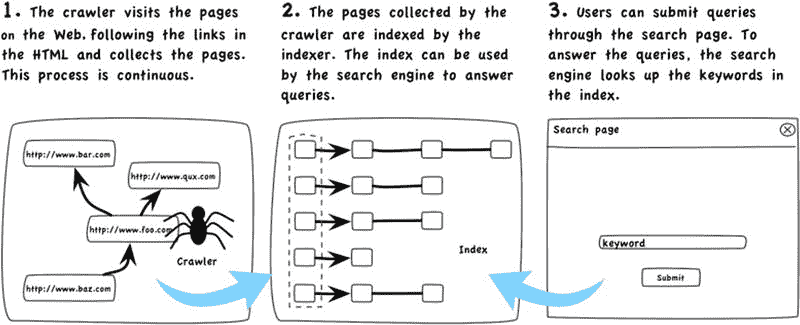 1. The crawler visits the pages
on the Web, following the links in
the HTML and collects the pages.
This process is continuous.
2. The pages collected by the
crawler are indexed by the
indexer. The index can be used
by the search engine to answer
queries.
3. Users can submit queries
through the search page. To
answer the queries, the search
engine looks up the keywords in
the index.
http://www.bar.com
http://www.qux.com
http://www.foo.com
Crawler
http://www.baz.com
Index
Search page
keyword
Submit